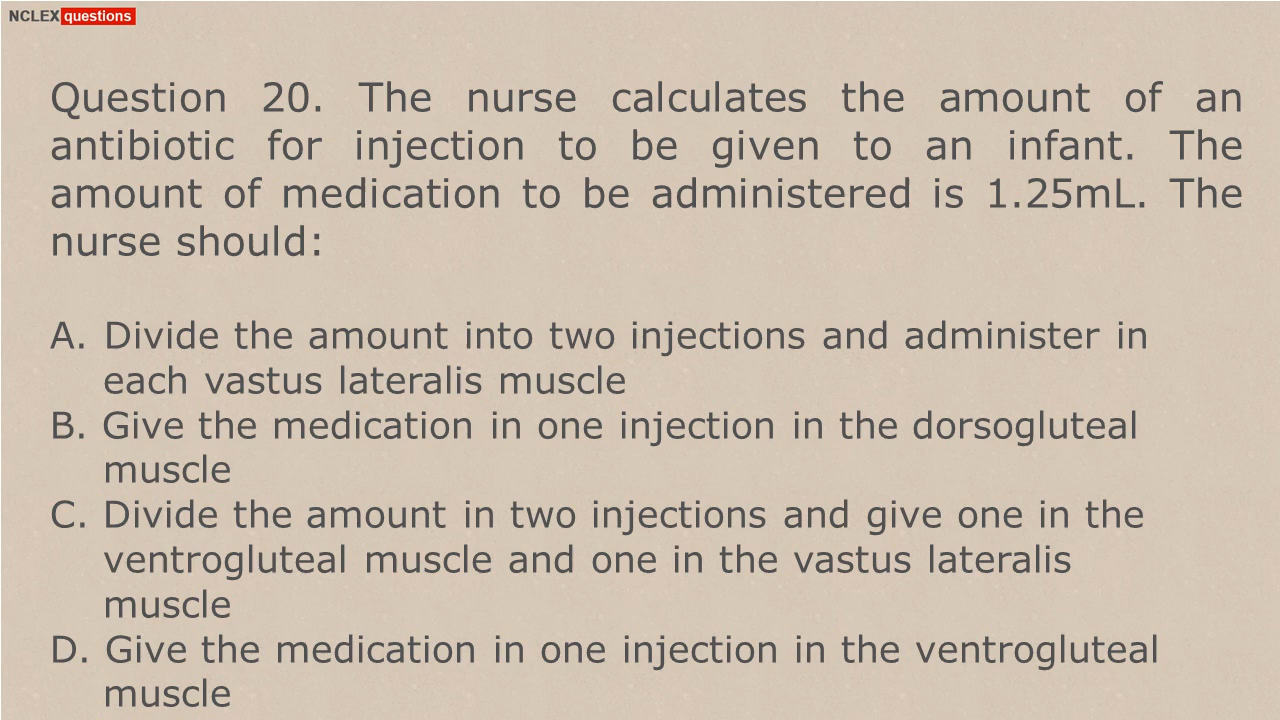 NCLEX questions
Question 20. The nurse calculates the amount of an
antibiotic for injection to be given to an infant. The
amount of medication to be administered is 1.25mL. The
nurse should:
A. Divide the amount into two injections and administer in
each vastus lateralis muscle
B. Give the medication in one injection in the dorsogluteal
muscle
C. Divide the amount in two injections and give one in the
ventrogluteal muscle and one in the vastus lateralis
muscle
D. Give the medication in one injection in the ventrogluteal
muscle